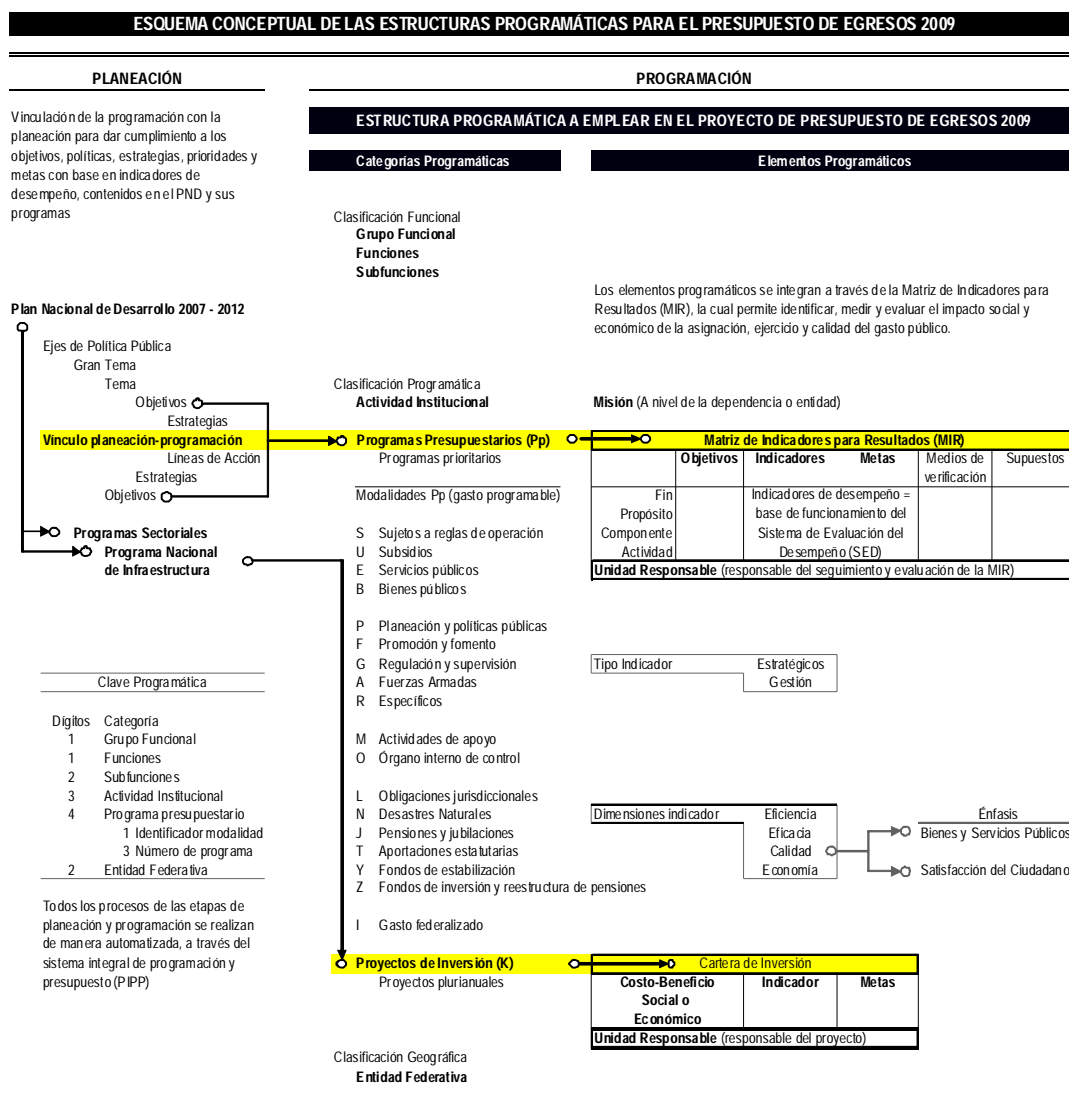 ESQUEMA CONCEPTUAL DE LAS ESTRUCTURAS PROGRAMÁTICAS PARA EL PRESUPUESTO DE EGRESOS 2009
PLANEACIÓN
Vinculación de la programación con la
planeación para dar cumplimiento a los
objetivos, políticas, estrategias, prioridades y
metas con base en indicadores de
desempeño, contenidos en el PND y sus
programas
Plan Nacional de Desarrollo 2007 - 2012
Ejes de Política Pública
Gran Tema
Tema
Objetivos
Estrategias
Vínculo planeación-programación
Líneas de Acción
Estrategias
Objetivos
Programas Sectoriales
Programa Nacional
de Infraestructura
Clave Programática
Dígitos Categoría
1 Grupo Funcional
1 Funciones
2 Subfunciones
3 Actividad Institucional
4 Programa presupuestario
1 Identificador modalidad
3 Número de programa
2 Entidad Federativa
Todos los procesos de las etapas de
planeación y programación se realizan
de manera automatizada, a través del
sistema integral de programación y
presupuesto (PIPP)
PROGRAMACIÓN
ESTRUCTURA PROGRAMÁTICA A EMPLEAR EN EL PROYECTO DE PRESUPUESTO DE EGRESOS 2009
Categorías Programáticas
Clasificación Funcional
Grupo Funcional
Funciones
Subfunciones
Clasificación Programática
Actividad Institucional
Programas Presupuestarios (Pp)
Programas prioritarios
Modalidades Pp (gasto programable)
S Sujetos a reglas de operación
U Subsidios
E Servicios públicos
B Bienes públicos
P Planeación y políticas públicas
F Promoción y fomento
G Regulación y supervisión
A Fuerzas Armadas
R Específicos
M Actividades de apoyo
O Órgano interno de control
L Obligaciones jurisdiccionales
N Desastres Naturales
J Pensiones y jubilaciones
T Aportaciones estatutarias
Y Fondos de estabilización
Z Fondos de inversión y reestructura de pensiones
I Gasto federalizado
Proyectos de Inversión (K)
Proyectos plurianuales
Clasificación Geográfica
Entidad Federativa
Elementos Programáticos
Los elementos programáticos se integran a través de la Matriz de Indicadores para
Resultados (MIR), la cual permite identificar, medir y evaluar el impacto social y
económico de la asignación, ejercicio y calidad del gasto público.
Misión (A nivel de la dependencia o entidad)
Matriz de Indicadores para Resultados (MIR)
Objetivos Indicadores Metas Medios de Supuestos
verificación
Fin Indicadores de desempeño =
Propósito base de funcionamiento del
Componente Sistema de Evaluación del
Actividad Desempeño (SED)
Unidad Responsable (responsable del seguimiento y evaluación de la MIR)
Tipo Indicador Estratégicos
Gestión
Dimensiones indicador Eficiencia Énfasis
Eficacia Bienes y Servicios Públicos
Calidad
Economía Satisfacción del Ciudadano
Cartera de Inversión
Costo-Beneficio Indicador Metas
Social o
Económico
Unidad Responsable (responsable del proyecto)